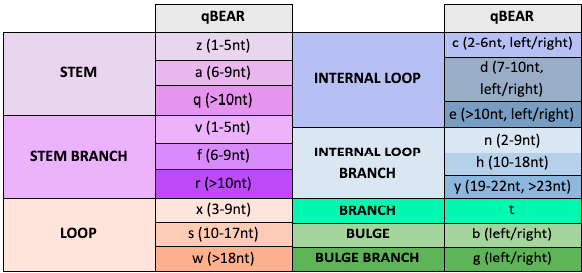 qBEAR
qBEAR
STEM
z (1-5nt)
a (6-9nt)
q (>10nt)
STEM BRANCH
v (1-5nt)
f (6-9nt)
r (>10nt)
LOOP
x (3-9nt)
s (10-17nt)
w (>18nt)
INTERNAL LOOP
c (2-6nt, left/right)
d (7-10nt,
left/right)
e (>10nt, left/right)
INTERNAL LOOP
BRANCH
n (2-9nt)
h (10-18nt)
y (19-22nt, >23nt)
BRANCH
t
BULGE
b (left/right)
BULGE BRANCH
g (left/right)